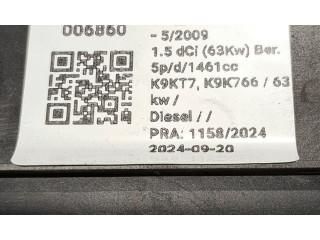 006860
- 5/2009
1.5 dCi (63Kw) Ber.
5p/d/1461cc
K9KT7, K9K766 / 63
kw /
Diesel / /
PRA: 1158/2024
2024-09-20